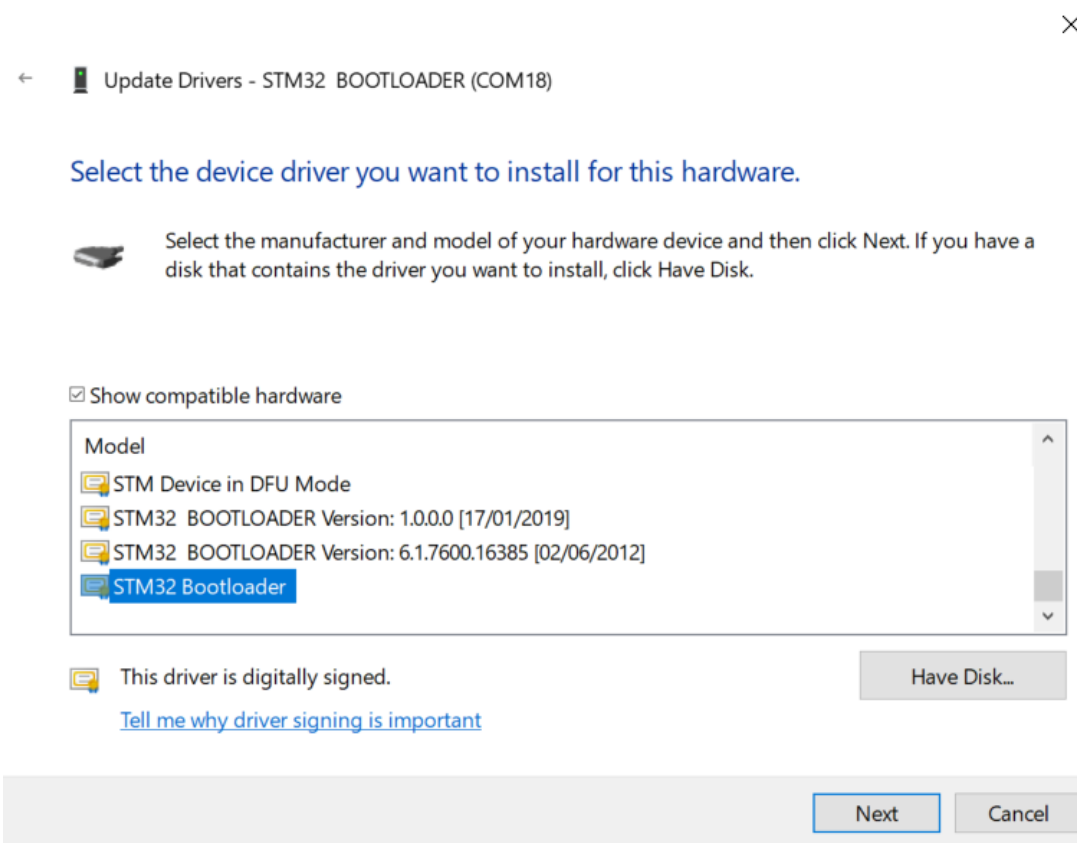 Update Drivers - STM32  BOOTLOADER (COM18)
Select the device driver you want to install for this hardware.
Select the manufacturer and model of your hardware device and then click Next. If you have a
disk that contains the driver you want to install, click Have Disk.
Show compatible hardware
Model
STM Device in DFU Mode
STM32  BOOTLOADER Version: 1.0.0.0 [17/01/2019]
STM32  BOOTLOADER Version: 6.1.7600.16385 [02/06/2012]
STM32 Bootloader
This driver is digitally signed.
Have Disk...
Tell me why driver signing is important
Next
Cancel